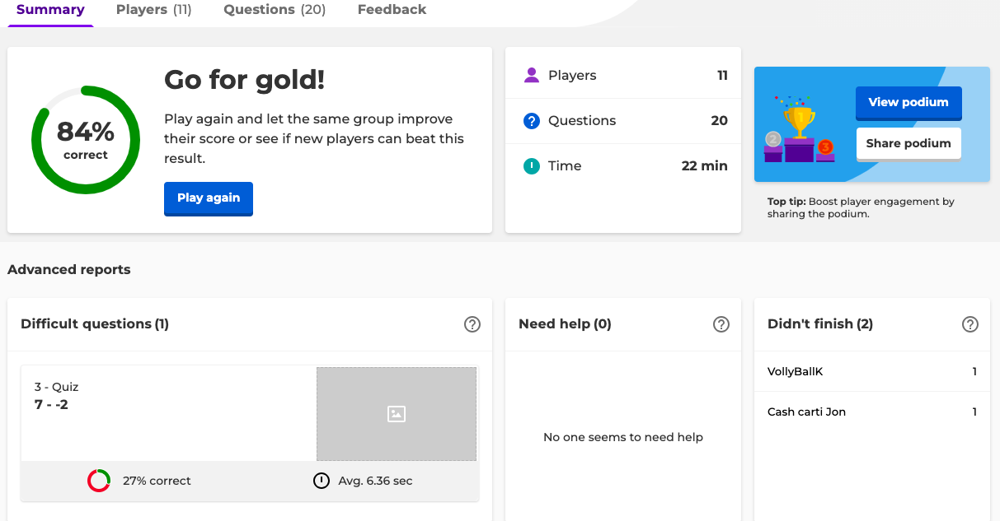 Summary
Players (11)
Questions (20)
Feedback
84%
correct
Go for gold!
Play again and let the same group improve
their score or see if new players can beat this
result.
Play again
Players 11
? Questions 20
Time 22 min
2
3
View podium
Share podium
Top tip: Boost player engagement by
sharing the podium.
Advanced reports
Difficult questions (1) ?
3 - Quiz
7 - -2
27% correct
Avg. 6.36 sec
Need help (0) ?
No one seems to need help
Didn't finish (2) ?
VollyBallK 1
Cash carti Jon 1